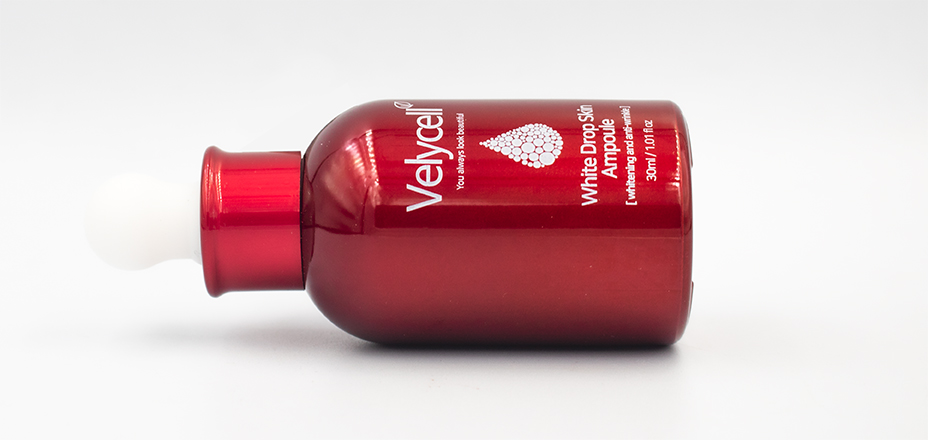 Velycell
You always look beautiful
White Drop Skin
Ampoule
[ whitening and anti-wrinkle ]
30ml / 1.01 fl oz